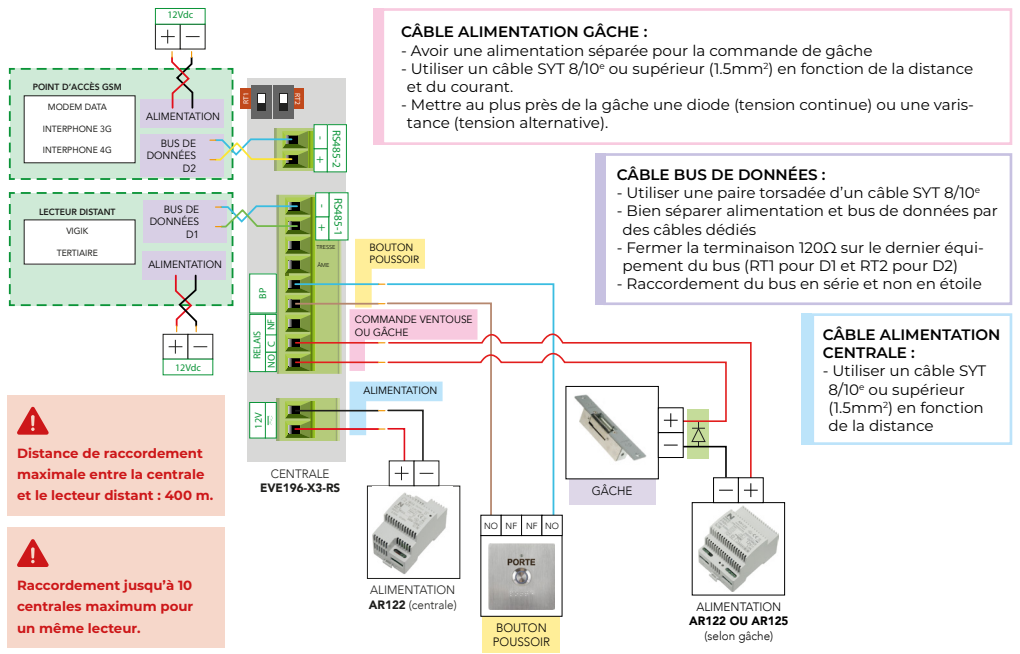 12Vdc
+ −
POINT D'ACCÈS GSM
MODEM DATA
INTERPHONE 3G
INTERPHONE 4G
ALIMENTATION
BUS DE
DONNÉES
D2
LECTEUR DISTANT
VIGIK
TERTIAIRE
BUS DE
DONNÉES
D1
ALIMENTATION
+ −
12Vdc
RT1
RT2
- +
RS485-2
- +
RS485-1
TRESSE
ÂME
BP
RELAIS
NO C NF
12V
CENTRALE
EVE196-X3-RS
BOUTON
POUSSOIR
COMMANDE VENTOUSE
OU GÂCHE
ALIMENTATION
+ −
ALIMENTATION
AR122 (centrale)
NO NF NF NO
PORTE
BOUTON
POUSSOIR
+
−
GÂCHE
− +
ALIMENTATION
AR122 OU AR125
(selon gâche)
CÂBLE ALIMENTATION GÂCHE :
- Avoir une alimentation séparée pour la commande de gâche
- Utiliser un câble SYT 8/10e ou supérieur (1.5mm²) en fonction de la distance
et du courant.
- Mettre au plus près de la gâche une diode (tension continue) ou une varis-
tance (tension alternative).
CÂBLE BUS DE DONNÉES :
- Utiliser une paire torsadée d'un câble SYT 8/10e
- Bien séparer alimentation et bus de données par
des câbles dédiés
- Fermer la terminaison 120Ω sur le dernier équi-
pement du bus (RT1 pour D1 et RT2 pour D2)
- Raccordement du bus en série et non en étoile
CÂBLE ALIMENTATION
CENTRALE :
- Utiliser un câble SYT
8/10e ou supérieur
(1.5mm²) en fonction
de la distance
Distance de raccordement
maximale entre la centrale
et le lecteur distant : 400 m.
Raccordement jusqu'à 10
centrales maximum pour
un même lecteur.